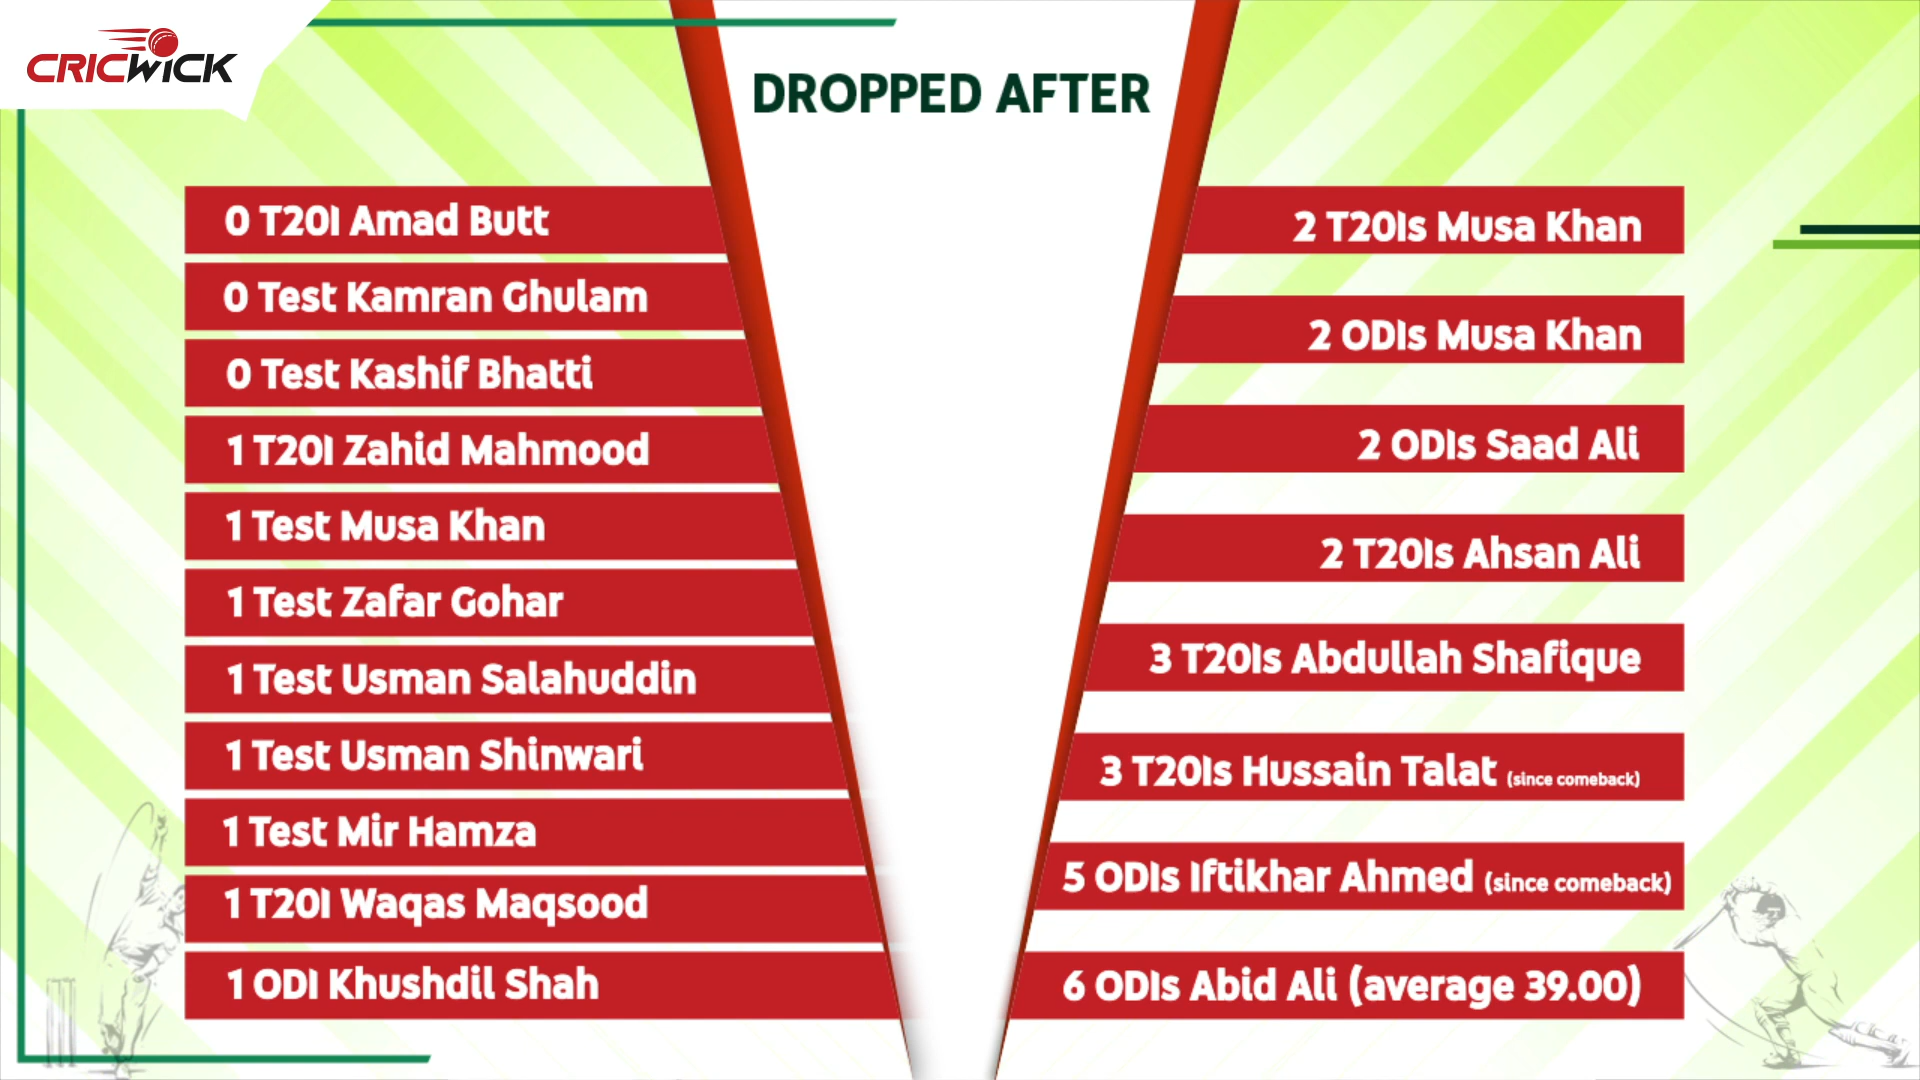 CRICWICK
DROPPED AFTER
0 T20I Amad Butt
0 Test Kamran Ghulam
0 Test Kashif Bhatti
1 T20I Zahid Mahmood
1 Test Musa Khan
1 Test Zafar Gohar
1 Test Usman Salahuddin
1 Test Usman Shinwari
1 Test Mir Hamza
1 T20I Waqas Maqsood
1 ODI Khushdil Shah
2 T20Is Musa Khan
2 ODIs Musa Khan
2 ODIs Saad Ali
2 T20Is Ahsan Ali
3 T20Is Abdullah Shafique
3 T20Is Hussain Talat (since comeback)
5 ODIs Iftikhar Ahmed (since comeback)
6 ODIs Abid Ali (average 39.00)